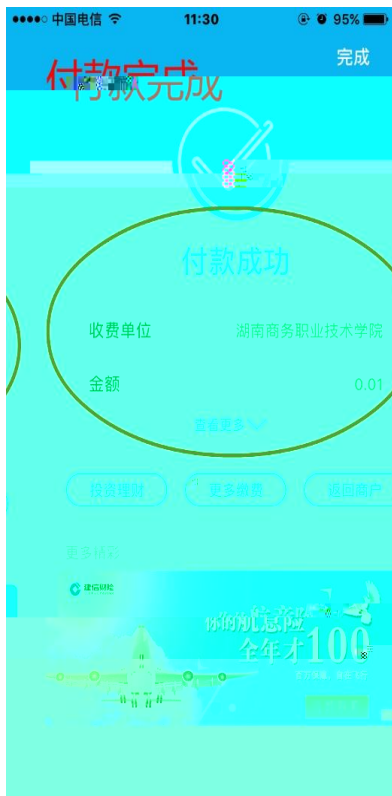 中国电信 11:30 95%
完成
付款完成
付款成功
收费单位 湖南商务职业技术学院
金额 0.01
查看更多
投资理财 更多缴费 返回商户
更多精彩
建信财险
你的航意险
全年才100